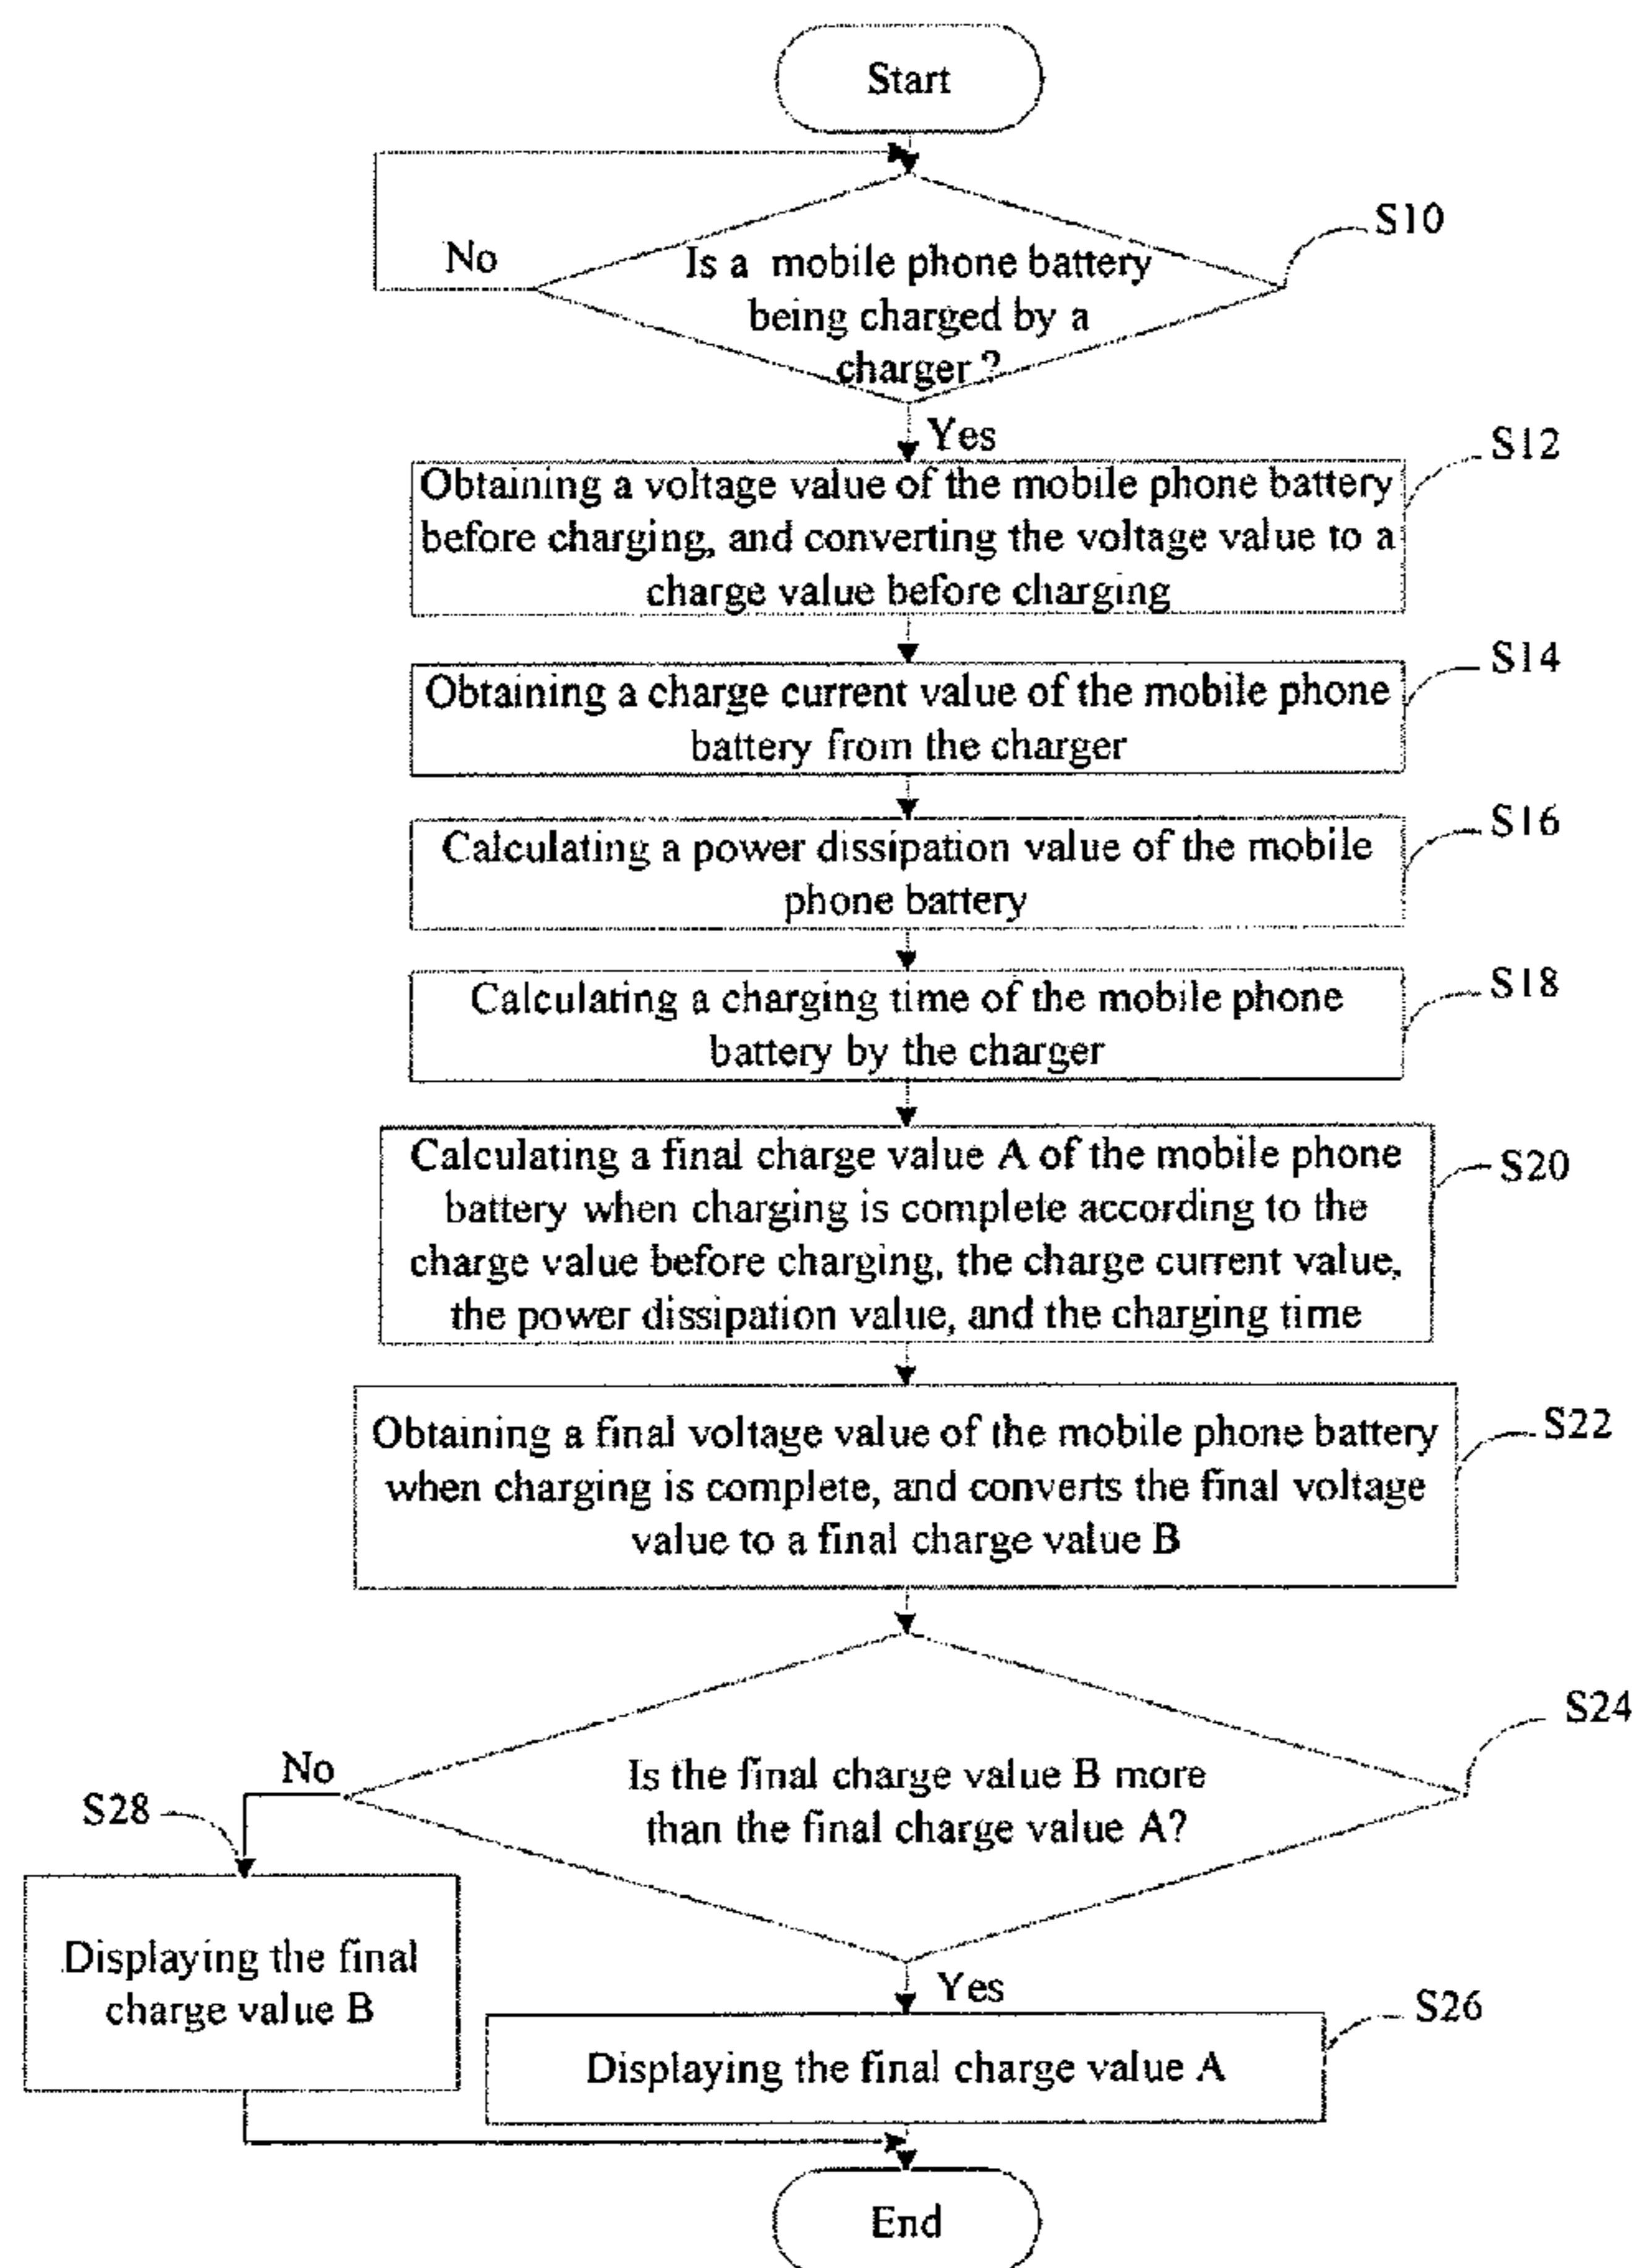 Start
No
S10
Is a mobile phone battery
being charged by a
charger ?
Yes
S12
Obtaining a voltage value of the mobile phone battery
before charging, and converting the voltage value to a
charge value before charging
S14
Obtaining a charge current value of the mobile phone
battery from the charger
S16
Calculating a power dissipation value of the mobile
phone battery
S18
Calculating a charging time of the mobile phone
battery by the charger
S20
Calculating a final charge value A of the mobile phone
battery when charging is complete according to the
charge value before charging, the charge current value,
the power dissipation value, and the charging time
S22
Obtaining a final voltage value of the mobile phone battery
when charging is complete, and converts the final voltage
value to a final charge value B
S24
Is the final charge value B more
than the final charge value A?
No
S28
Displaying the final
charge value B
Yes
S26
Displaying the final charge value A
End